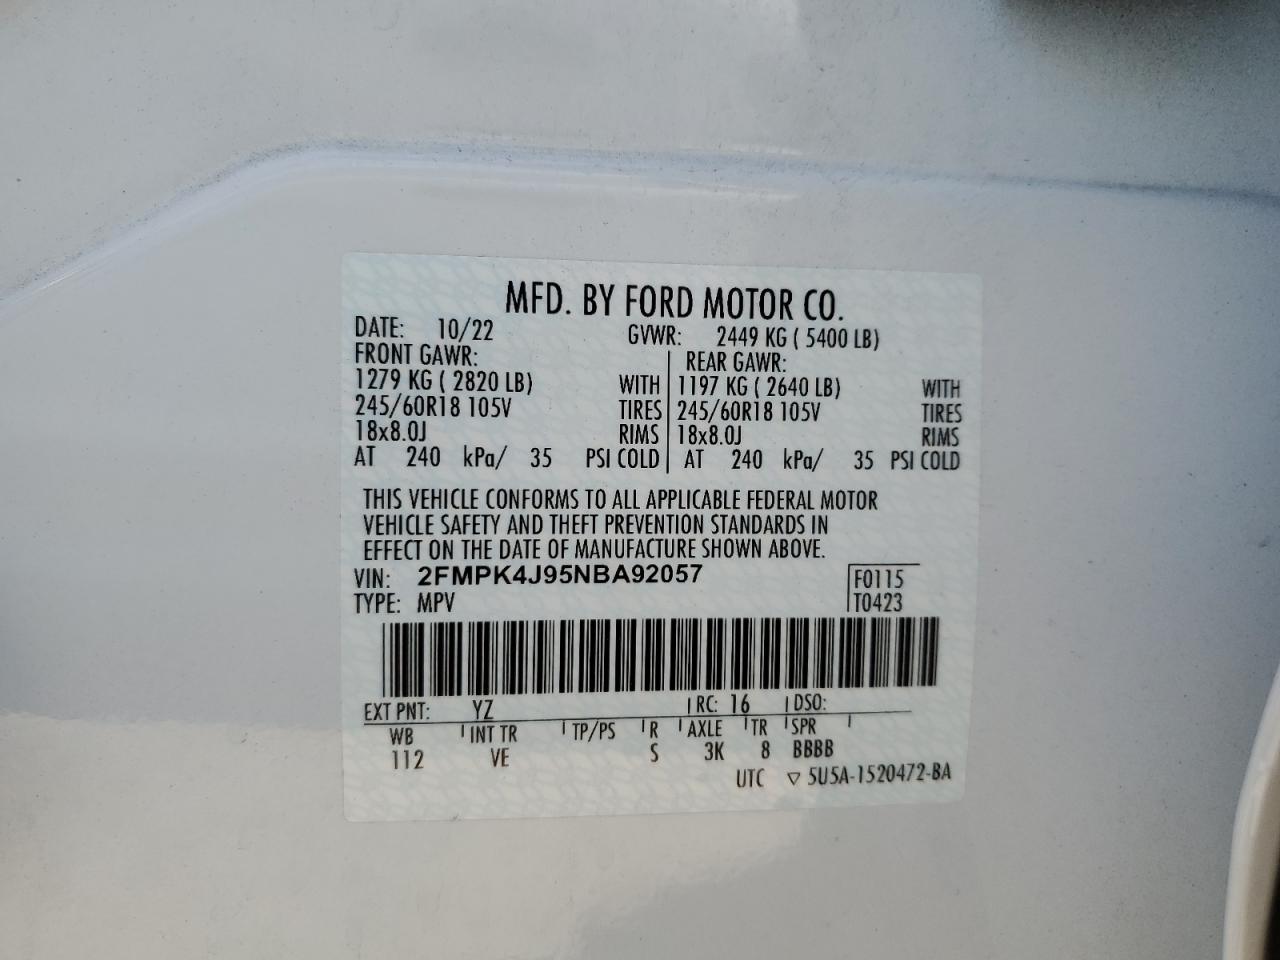 MFD. BY FORD MOTOR CO.
DATE: 10/22 GVWR: 2449 KG ( 5400 LB)
FRONT GAWR: REAR GAWR:
1279 KG ( 2820 LB) WITH 1197 KG ( 2640 LB) WITH
245/60R18 105V TIRES 245/60R18 105V TIRES
18x8.0J RIMS 18x8.0J RIMS
AT 240 kPa/ 35 PSI COLD AT 240 kPa/ 35 PSI COLD
THIS VEHICLE CONFORMS TO ALL APPLICABLE FEDERAL MOTOR
VEHICLE SAFETY AND THEFT PREVENTION STANDARDS IN
EFFECT ON THE DATE OF MANUFACTURE SHOWN ABOVE.
VIN: 2FMPK4J95NBA92057 F0115
TYPE: MPV T0423
EXT PNT: YZ RC: 16 DSO:
WB INT TR TP/PS R AXLE TR SPR
112 VE S 3K 8 BBBB
UTC ▽ 5U5A-1520472-BA